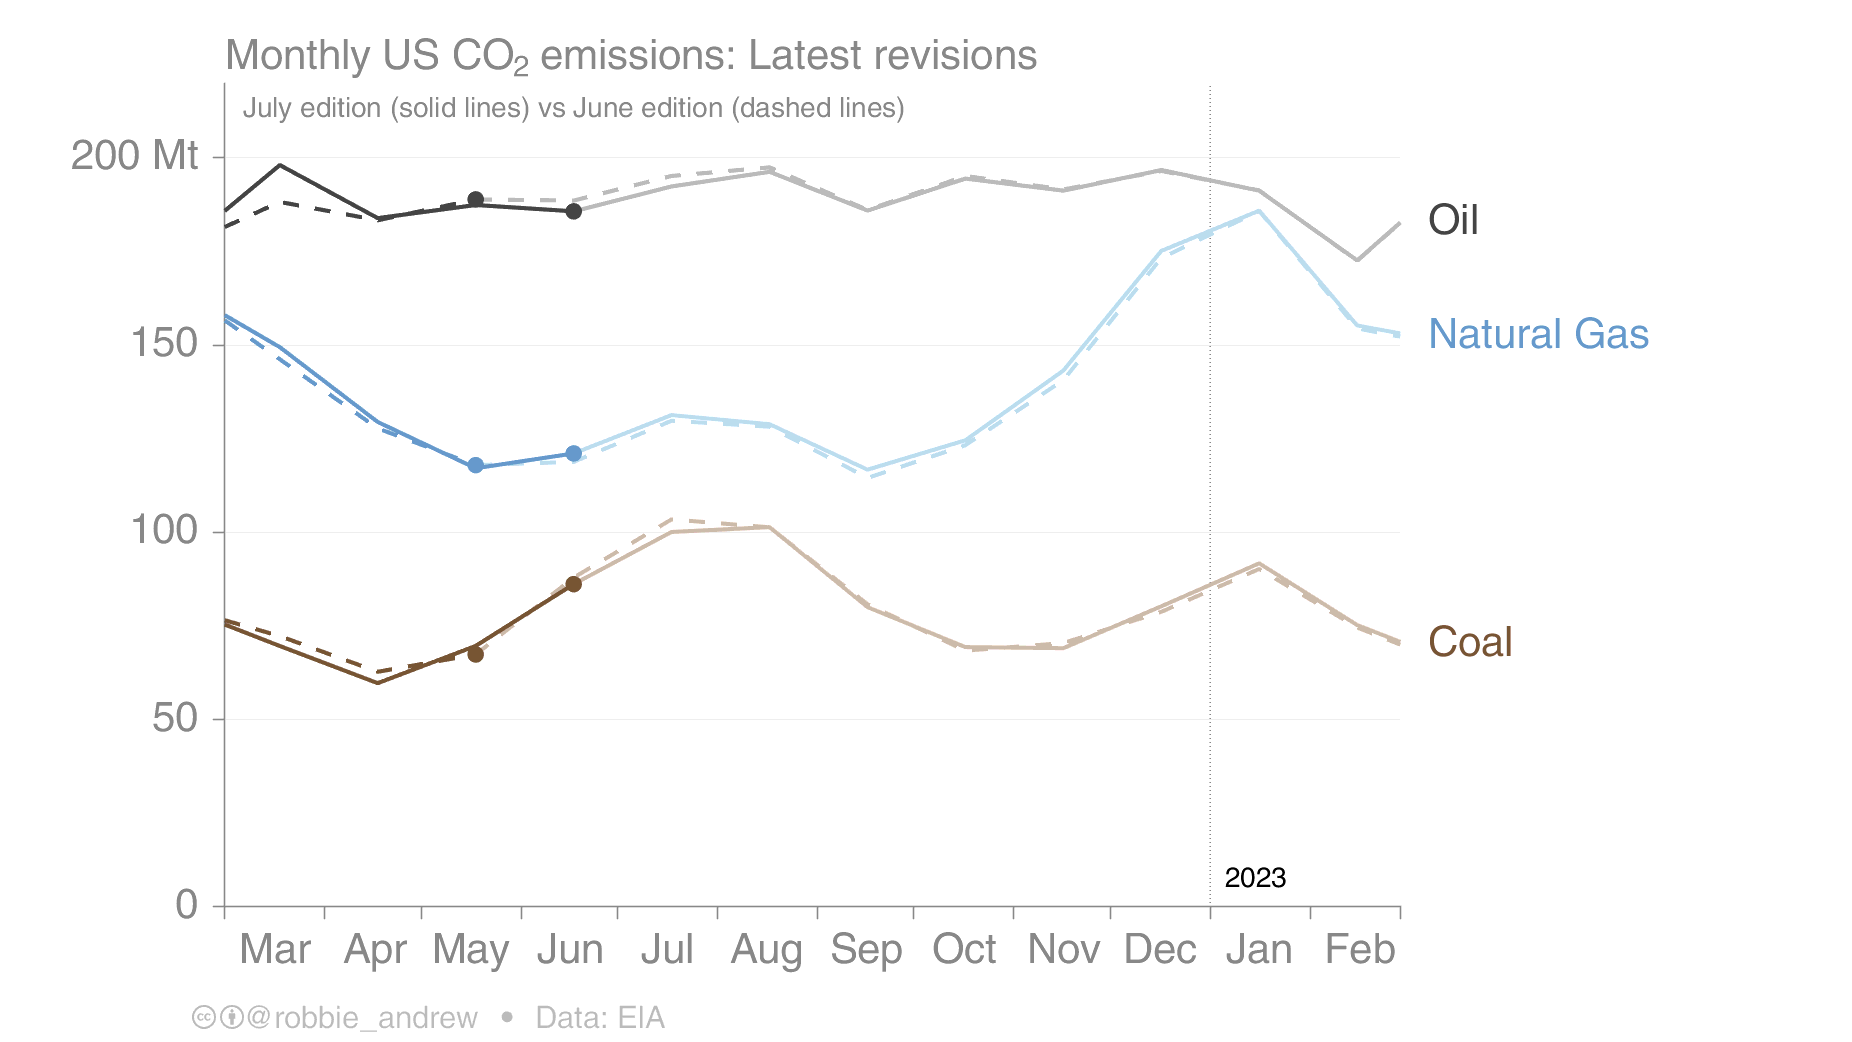 Monthly US CO₂ emissions: Latest revisions
July edition (solid lines) vs June edition (dashed lines)
200 Mt
150
100
50
0
Oil
Natural Gas
Coal
2023
Mar Apr May Jun Jul Aug Sep Oct Nov Dec Jan Feb
@robbie_andrew • Data: EIA